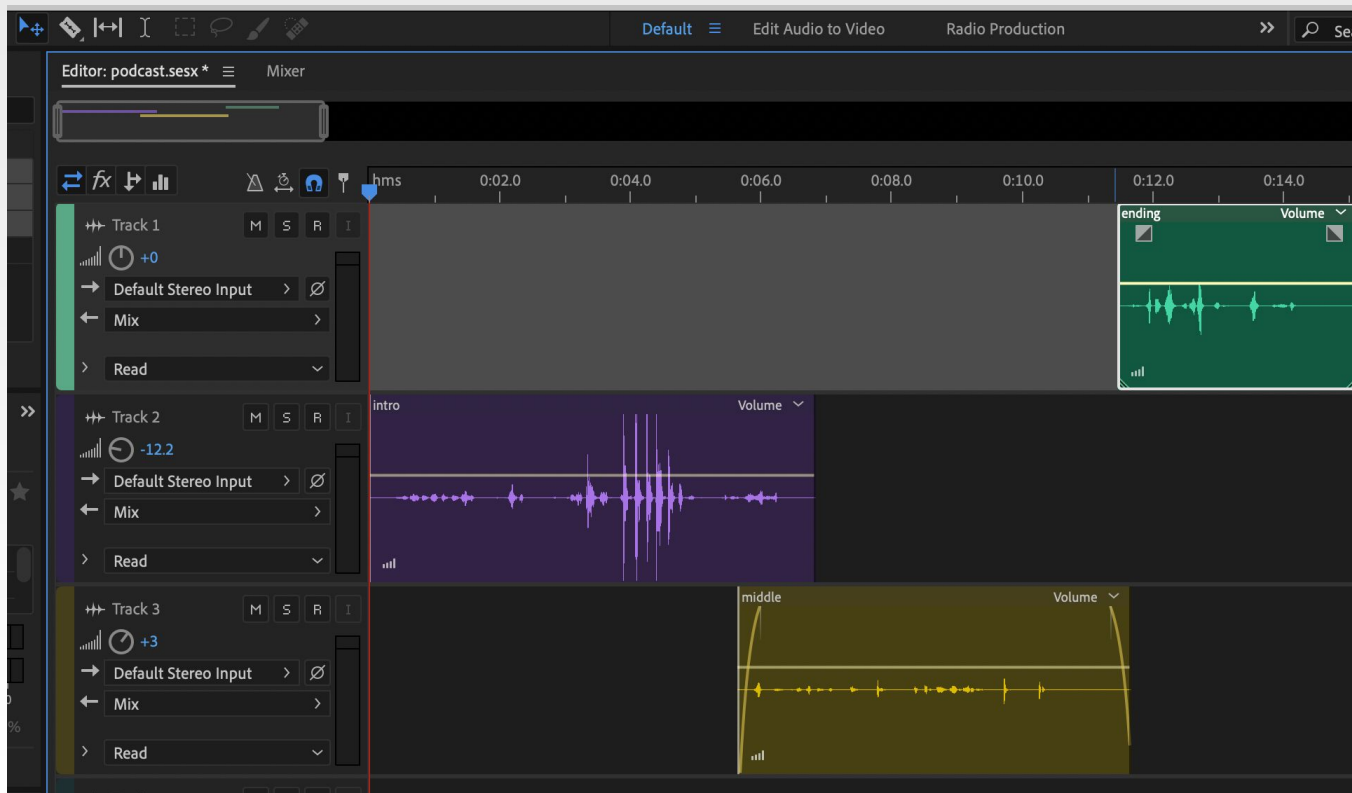 Default Edit Audio to Video Radio Production Se
Editor: podcast.sesx * Mixer
fx hms 0:02.0 0:04.0 0:06.0 0:08.0 0:10.0 0:12.0 0:14.0
Track 1 M S R I
+0
Default Stereo Input
Mix
Read
ending Volume
Track 2 M S R I
-12.2
Default Stereo Input
Mix
Read
intro Volume
Track 3 M S R I
+3
Default Stereo Input
Mix
Read
middle Volume
%